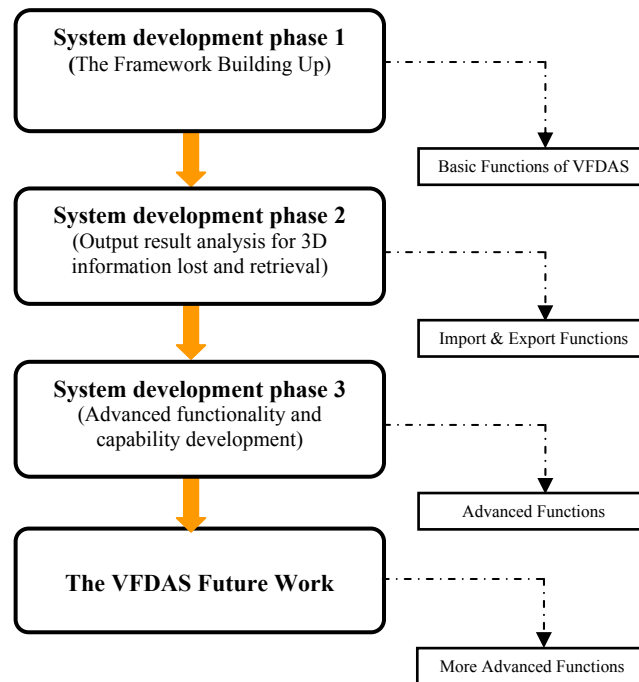 System development phase 1
(The Framework Building Up)
Basic Functions of VFDAS
System development phase 2
(Output result analysis for 3D
information lost and retrieval)
Import & Export Functions
System development phase 3
(Advanced functionality and
capability development)
Advanced Functions
The VFDAS Future Work
More Advanced Functions